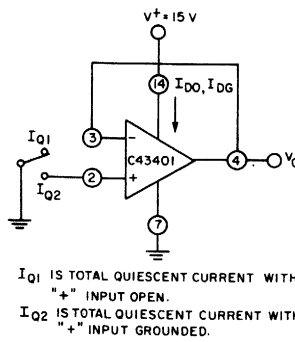 V+ = 15 V
14
IDO, IDG
3
-
IQ1
C43401
4
VO
IQ2
2
+
7
IQ1 IS TOTAL QUIESCENT CURRENT WITH
"+" INPUT OPEN.
IQ2 IS TOTAL QUIESCENT CURRENT WITH
"+" INPUT GROUNDED.